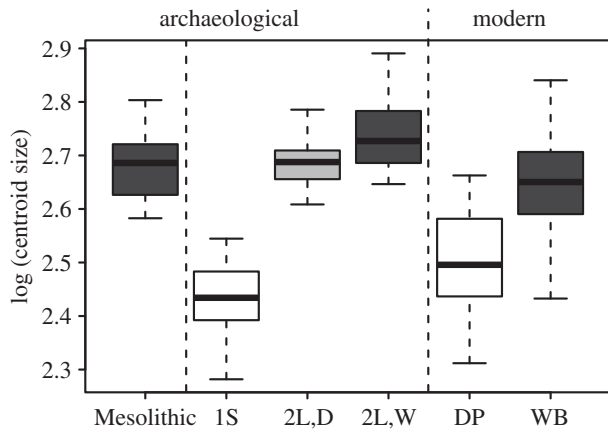 archaeological modern
2.9
2.8
2.7
2.6
2.5
2.4
2.3
log (centroid size)
Mesolithic 1S 2L,D 2L,W DP WB